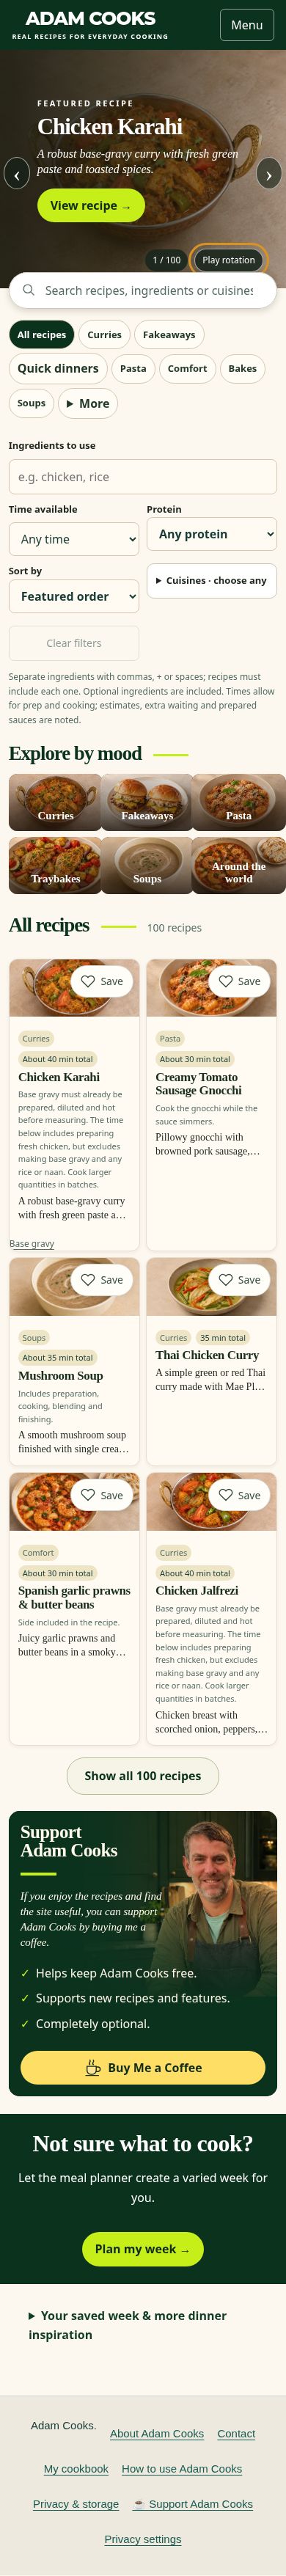 ADAM COOKS
REAL RECIPES FOR EVERYDAY COOKING
Menu
FEATURED RECIPE
Chicken Karahi
A robust base-gravy curry with fresh green
paste and toasted spices.
‹
›
View recipe →
1 / 100
Play rotation
Search recipes, ingredients or cuisines
All recipes
Curries
Fakeaways
Quick dinners
Pasta
Comfort
Bakes
Soups
▶ More
Ingredients to use
e.g. chicken, rice
Time available
Protein
Any time
Any protein
Sort by
Featured order
▶ Cuisines · choose any
Clear filters
Separate ingredients with commas, + or spaces; recipes must
include each one. Optional ingredients are included. Times allow
for prep and cooking; estimates, extra waiting and prepared
sauces are noted.
Explore by mood
Curries
Fakeaways
Pasta
Traybakes
Soups
Around the
world
All recipes
100 recipes
Save
Curries
About 40 min total
Chicken Karahi
Base gravy must already be
prepared, diluted and hot
before measuring. The time
below includes preparing
fresh chicken, but excludes
making base gravy and any
rice or naan. Cook larger
quantities in batches.
A robust base-gravy curry
with fresh green paste a…
Base gravy
Save
Pasta
About 30 min total
Creamy Tomato
Sausage Gnocchi
Cook the gnocchi while the
sauce simmers.
Pillowy gnocchi with
browned pork sausage,…
Save
Soups
About 35 min total
Mushroom Soup
Includes preparation,
cooking, blending and
finishing.
A smooth mushroom soup
finished with single crea…
Save
Curries
35 min total
Thai Chicken Curry
A simple green or red Thai
curry made with Mae Pl…
Save
Comfort
About 30 min total
Spanish garlic prawns
& butter beans
Side included in the recipe.
Juicy garlic prawns and
butter beans in a smoky…
Save
Curries
About 40 min total
Chicken Jalfrezi
Base gravy must already be
prepared, diluted and hot
before measuring. The time
below includes preparing
fresh chicken, but excludes
making base gravy and any
rice or naan. Cook larger
quantities in batches.
Chicken breast with
scorched onion, peppers,…
Show all 100 recipes
Support
Adam Cooks
If you enjoy the recipes and find
the site useful, you can support
Adam Cooks by buying me a
coffee.
✓ Helps keep Adam Cooks free.
✓ Supports new recipes and features.
✓ Completely optional.
Buy Me a Coffee
Not sure what to cook?
Let the meal planner create a varied week for
you.
Plan my week →
▶ Your saved week & more dinner
inspiration
Adam Cooks.
About Adam Cooks
Contact
My cookbook
How to use Adam Cooks
Privacy & storage
☕ Support Adam Cooks
Privacy settings